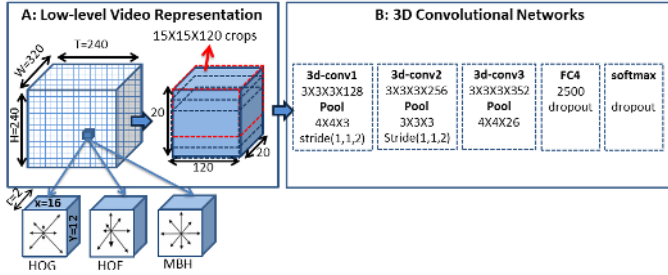 A: Low-level Video Representation
T=240
W=320
H=240
15X15X120 crops
20
20
120
t=2
x=16
Y=12
HOG
HOF
MBH
B: 3D Convolutional Networks
3d-conv1
3X3X3X128
Pool
4X4X3
stride(1,1,2)
3d-conv2
3X3X3X256
Pool
3X3X3
Stride(1,1,2)
3d-conv3
3X3X3X352
Pool
4X4X26
FC4
2500
dropout
softmax
dropout